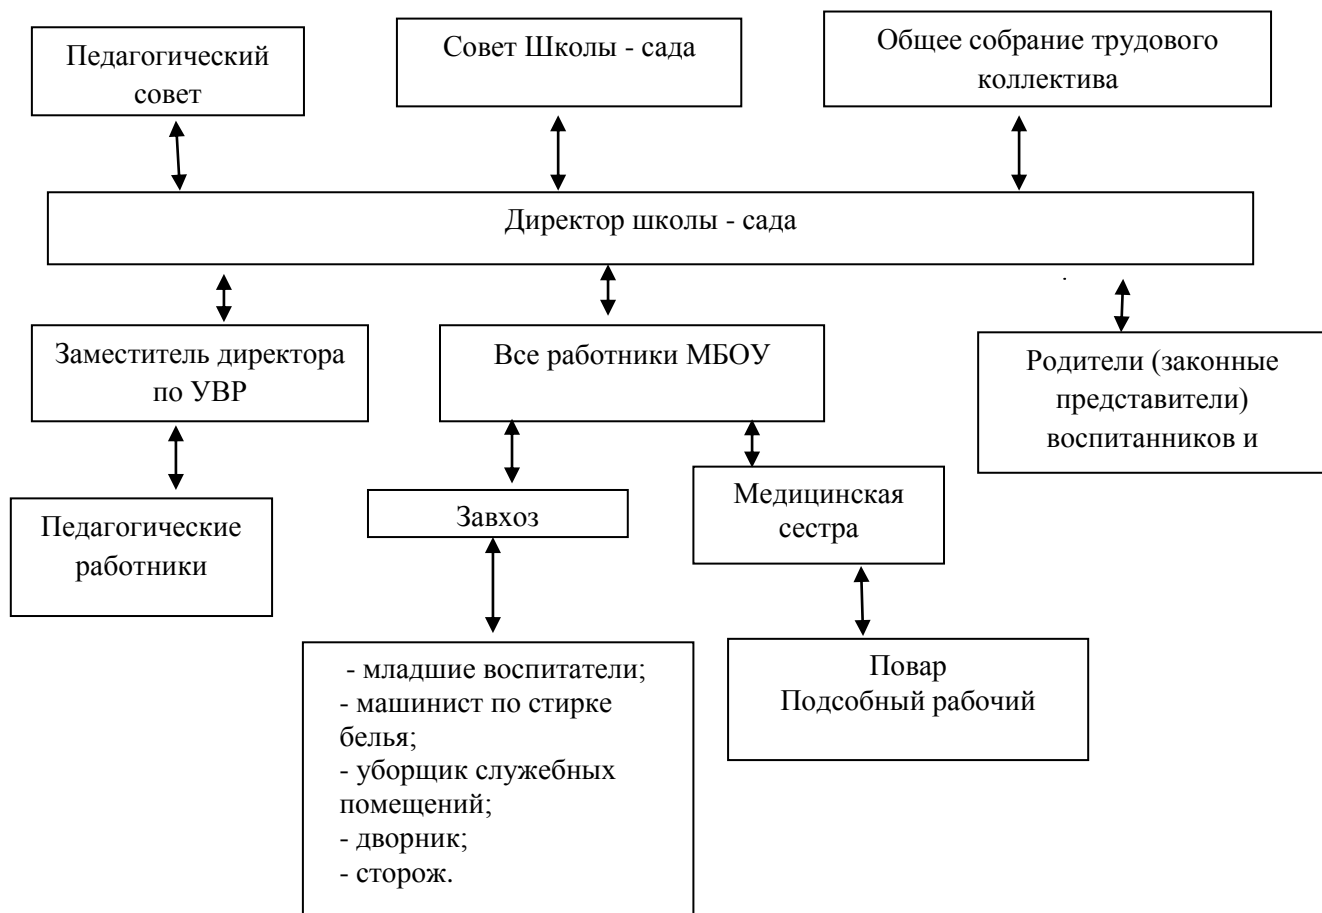 Педагогический
совет
Совет Школы - сада
Общее собрание трудового
коллектива
Директор школы - сада
Заместитель директора
по УВР
Все работники МБОУ
Родители (законные
представители)
воспитанников и
Педагогические
работники
Завхоз
Медицинская
сестра
- младшие воспитатели;
- машинист по стирке
белья;
- уборщик служебных
помещений;
- дворник;
- сторож.
Повар
Подсобный рабочий